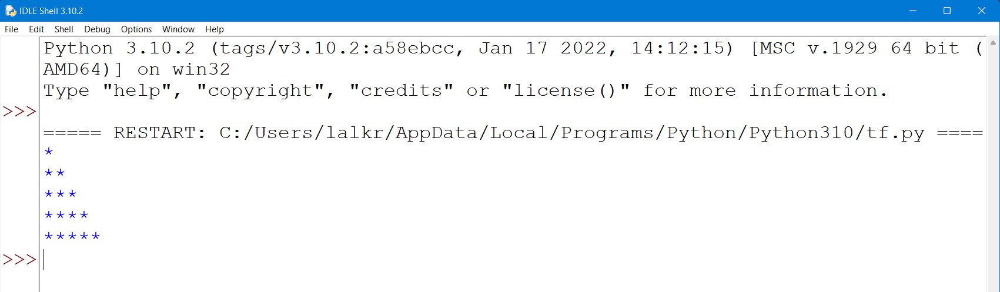 IDLE Shell 3.10.2
File Edit Shell Debug Options Window Help
Python 3.10.2 (tags/v3.10.2:a58ebcc, Jan 17 2022, 14:12:15) [MSC v.1929 64 bit (
AMD64)] on win32
Type "help", "copyright", "credits" or "license()" for more information.
>>>
===== RESTART: C:/Users/lalkr/AppData/Local/Programs/Python/Python310/tf.py ====
*
**
***
****
*****
>>>